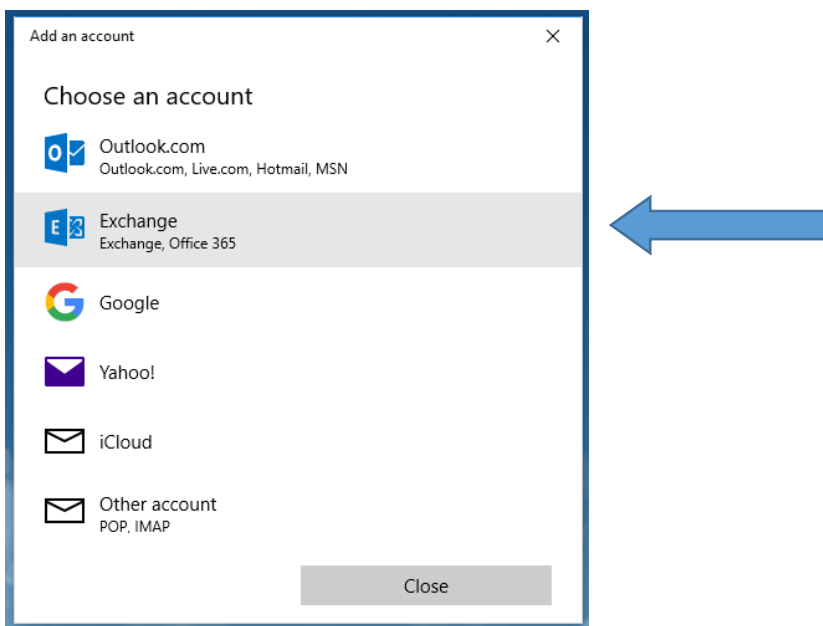 Add an account
Choose an account
Outlook.com
Outlook.com, Live.com, Hotmail, MSN
Exchange
Exchange, Office 365
Google
Yahoo!
iCloud
Other account
POP, IMAP
Close